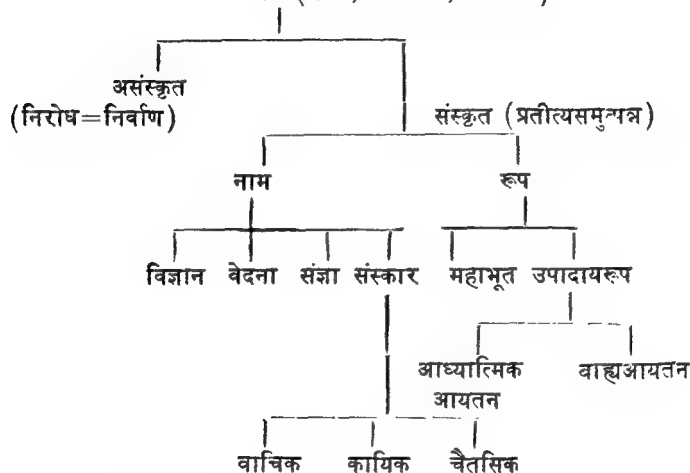 असंस्कृत
(निरोध=निर्वाण)
संस्कृत (प्रतीत्यसमुत्पन्न)
नाम रूप
विज्ञान वेदना संज्ञा संस्कार महाभूत उपादायरूप
आध्यात्मिक वाह्यआयतन
आयतन
वाचिक कायिक चैतसिक